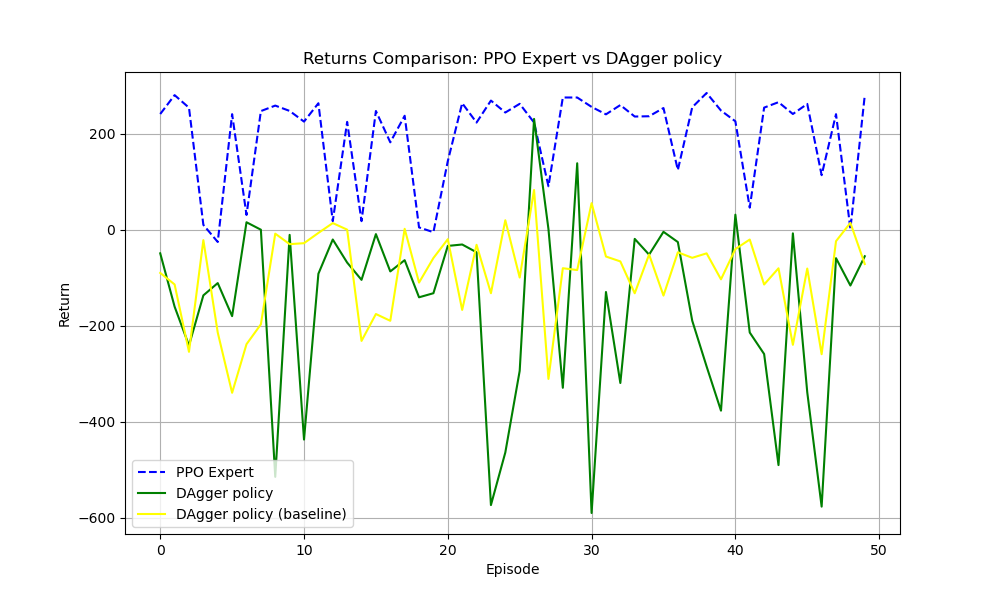 Returns Comparison: PPO Expert vs DAgger policy
Return
200
0
−200
−400
−600
PPO Expert
DAgger policy
DAgger policy (baseline)
0 10 20 30 40 50
Episode